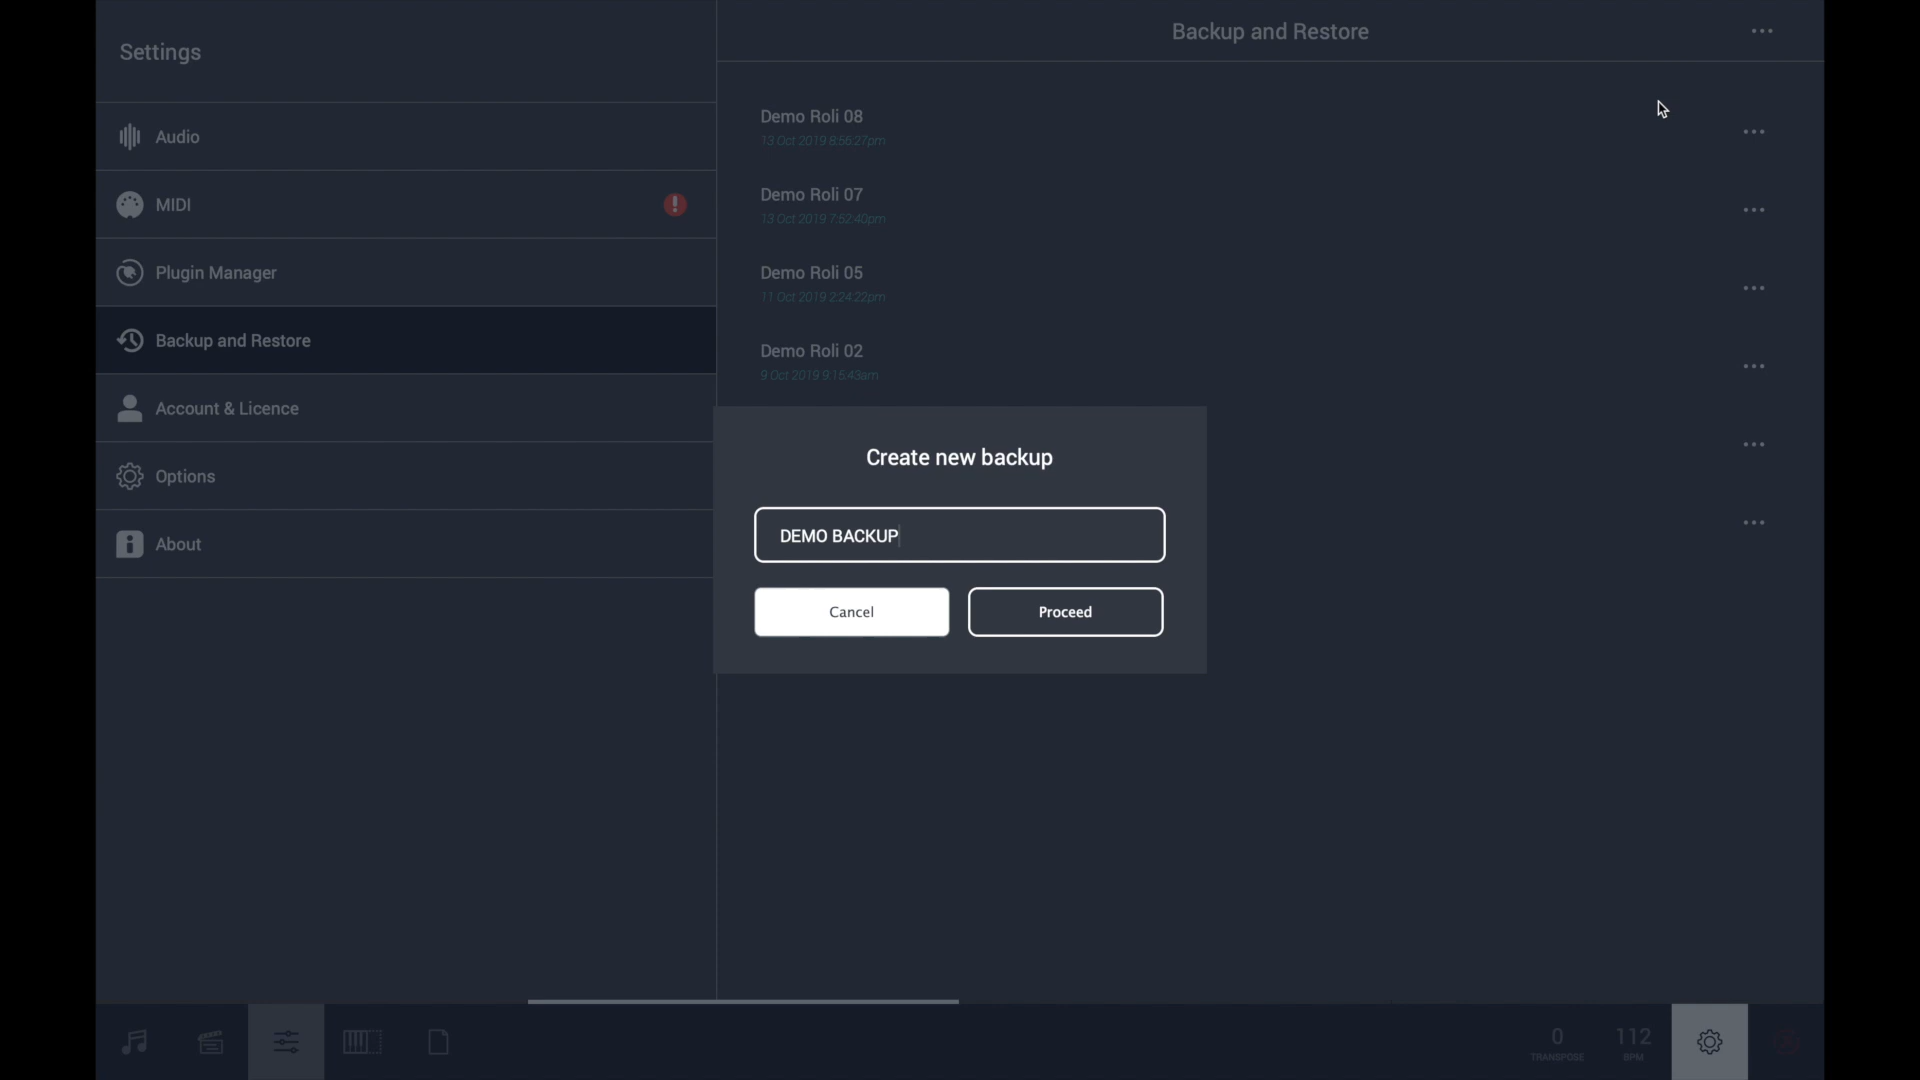 Settings
Audio
MIDI
Plugin Manager
Backup and Restore
Account & Licence
Options
About
Backup and Restore
Demo Roli 08
13 Oct 2019 8:56:27pm
Demo Roli 07
13 Oct 2019 7:52:40pm
Demo Roli 05
11 Oct 2019 2:24:22pm
Demo Roli 02
9 Oct 2019 9:15:43am
Create new backup
DEMO BACKUP
Cancel
Proceed
0
TRANSPOSE
112
BPM